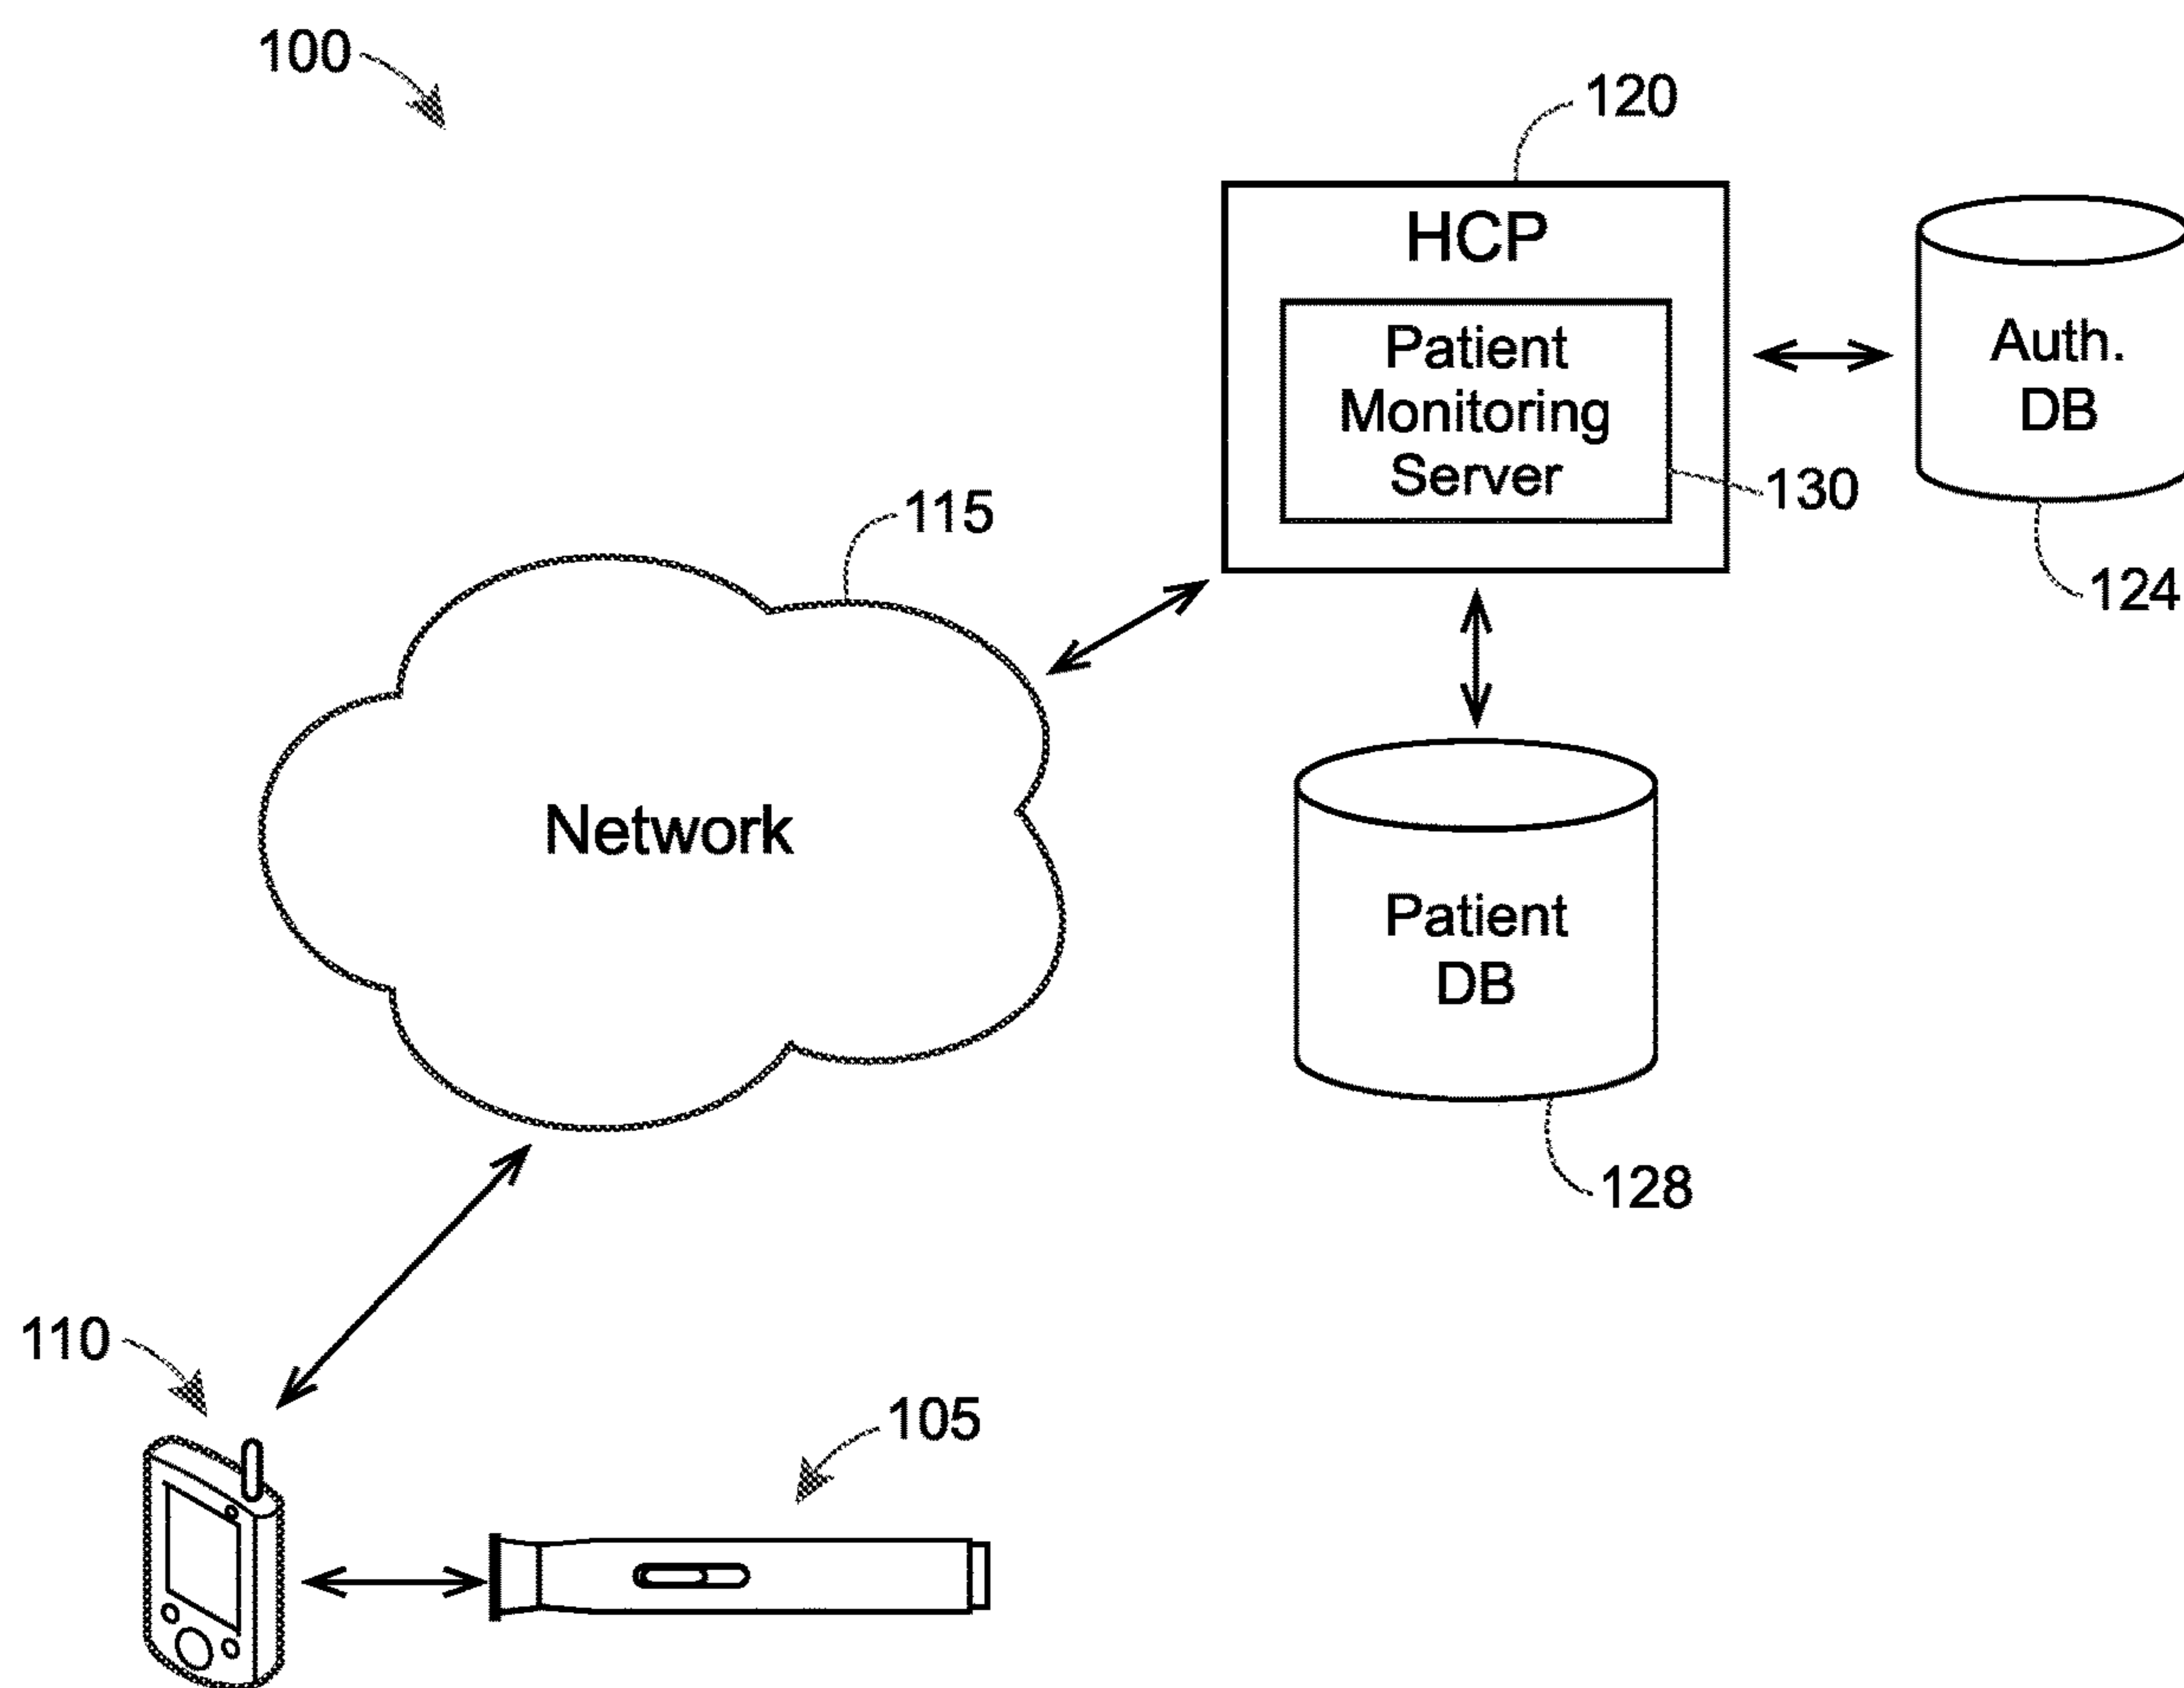 100
120
HCP
Patient
Monitoring
Server
130
Auth.
DB
124
115
Network
Patient
DB
128
110
105